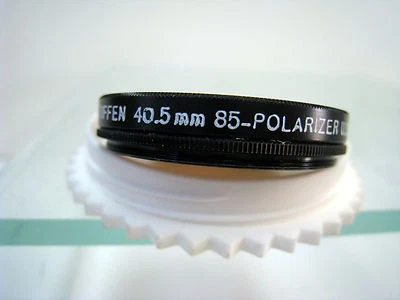 IFFEN 40.5mm 85-POLARIZER